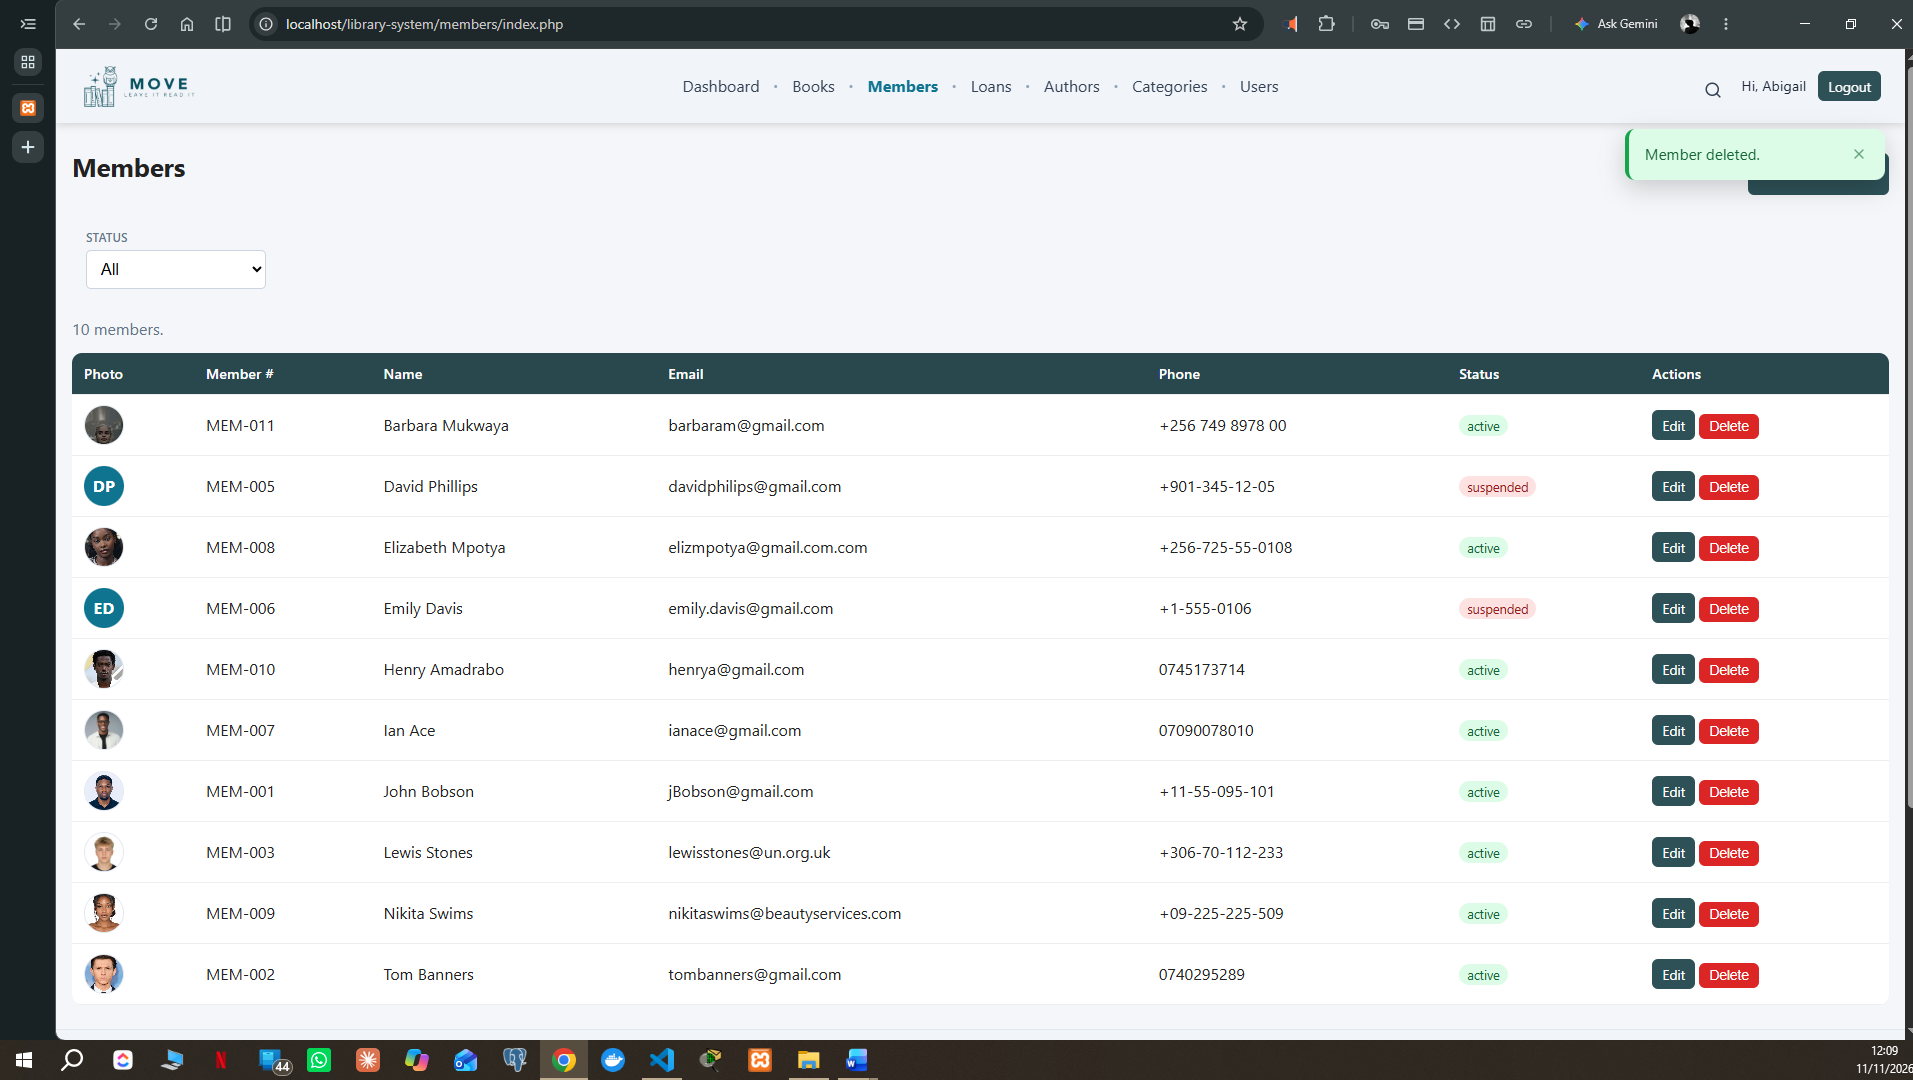 localhost/library-system/members/index.php
Ask Gemini
MOVE
LEAVE IT READ IT
Dashboard • Books • Members • Loans • Authors • Categories • Users
Hi, Abigail
Logout
Members
Member deleted.
STATUS
All
10 members.
Photo Member # Name Email Phone Status Actions
MEM-011 Barbara Mukwaya barbaram@gmail.com +256 749 8978 00 active Edit Delete
DP MEM-005 David Phillips davidphilips@gmail.com +901-345-12-05 suspended Edit Delete
MEM-008 Elizabeth Mpotya elizmpotya@gmail.com.com +256-725-55-0108 active Edit Delete
ED MEM-006 Emily Davis emily.davis@gmail.com +1-555-0106 suspended Edit Delete
MEM-010 Henry Amadrabo henrya@gmail.com 0745173714 active Edit Delete
MEM-007 Ian Ace ianace@gmail.com 07090078010 active Edit Delete
MEM-001 John Bobson jBobson@gmail.com +11-55-095-101 active Edit Delete
MEM-003 Lewis Stones lewisstones@un.org.uk +306-70-112-233 active Edit Delete
MEM-009 Nikita Swims nikitaswims@beautyservices.com +09-225-225-509 active Edit Delete
MEM-002 Tom Banners tombanners@gmail.com 0740295289 active Edit Delete
44
12:09
11/11/2026